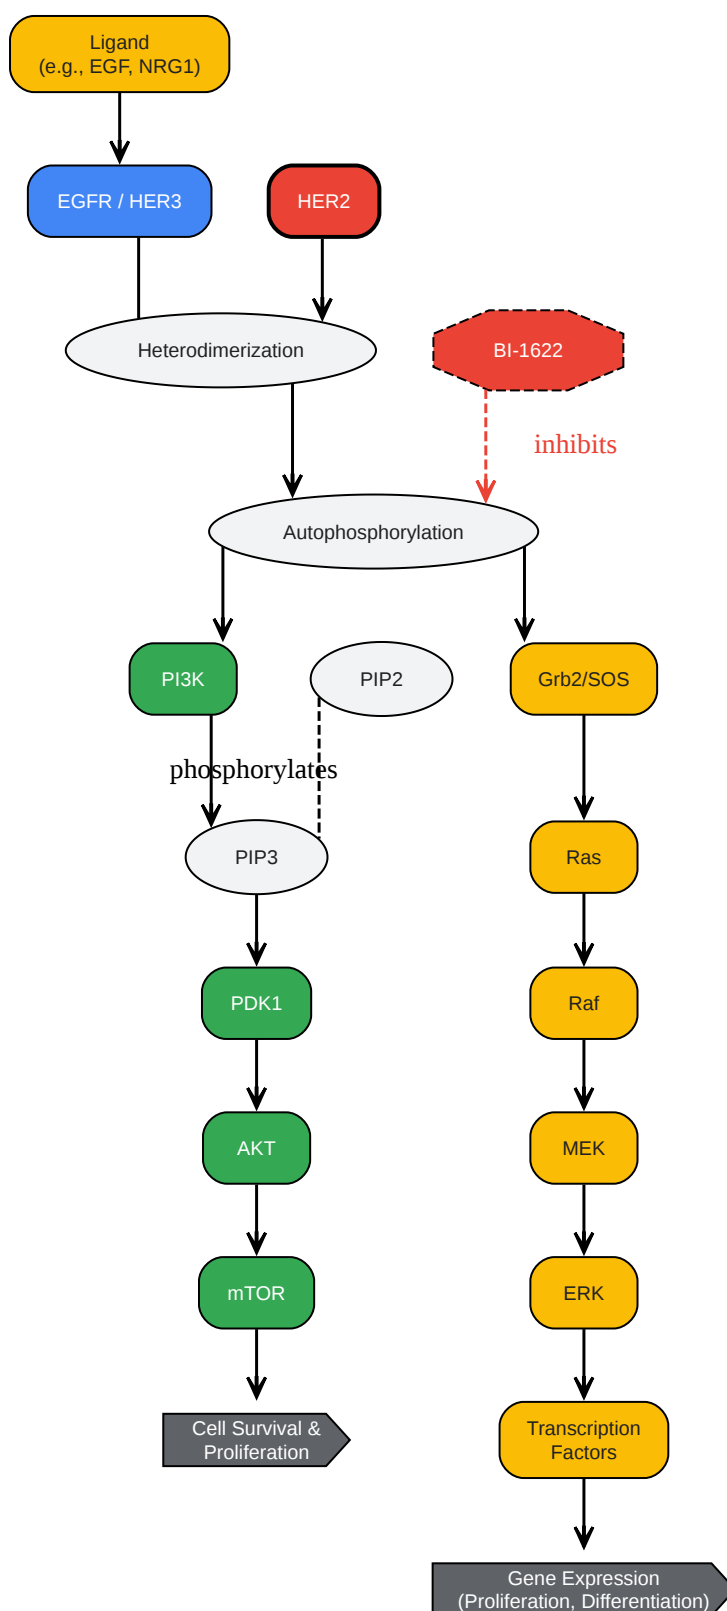 Ligand
(e.g., EGF, NRG1)
EGFR / HER3
HER2
Heterodimerization
BI-1622
inhibits
Autophosphorylation
PI3K
PIP2
Grb2/SOS
phosphorylates
PIP3
Ras
PDK1
Raf
AKT
MEK
mTOR
ERK
Cell Survival &
Proliferation
Transcription
Factors
Gene Expression
(Proliferation, Differentiation)